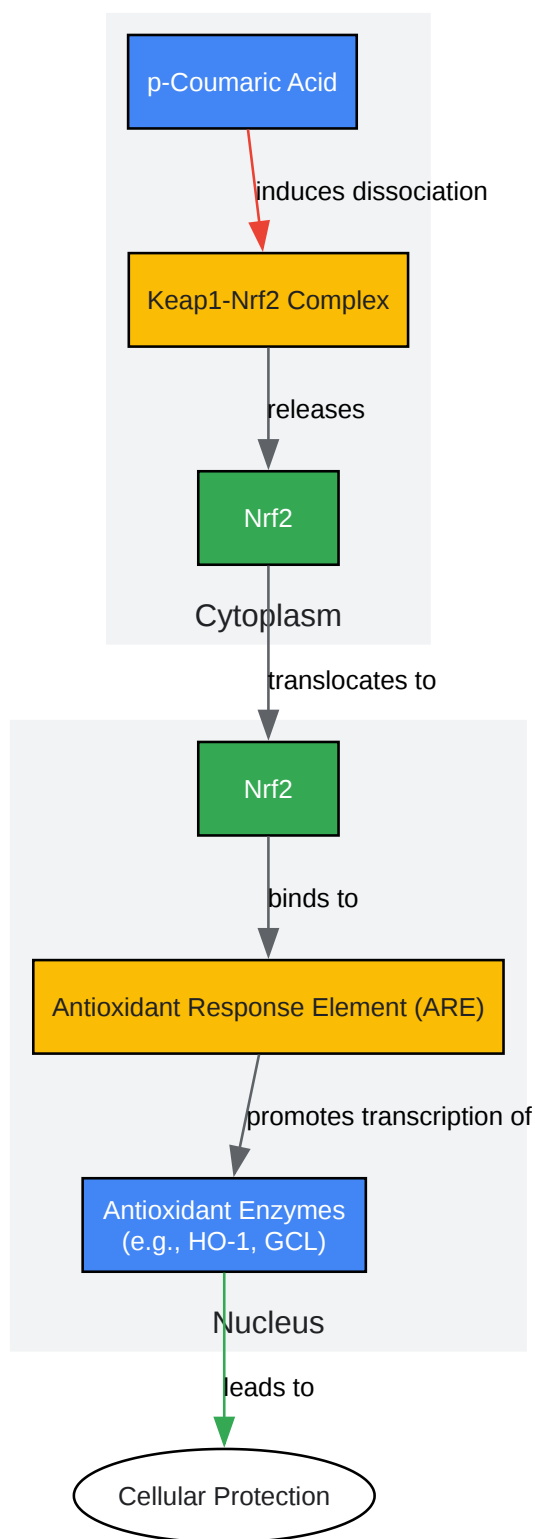 p-Coumaric Acid
induces dissociation
Keap1-Nrf2 Complex
releases
Nrf2
Cytoplasm
translocates to
Nrf2
binds to
Antioxidant Response Element (ARE)
promotes transcription of
Antioxidant Enzymes
(e.g., HO-1, GCL)
Nucleus
leads to
Cellular Protection